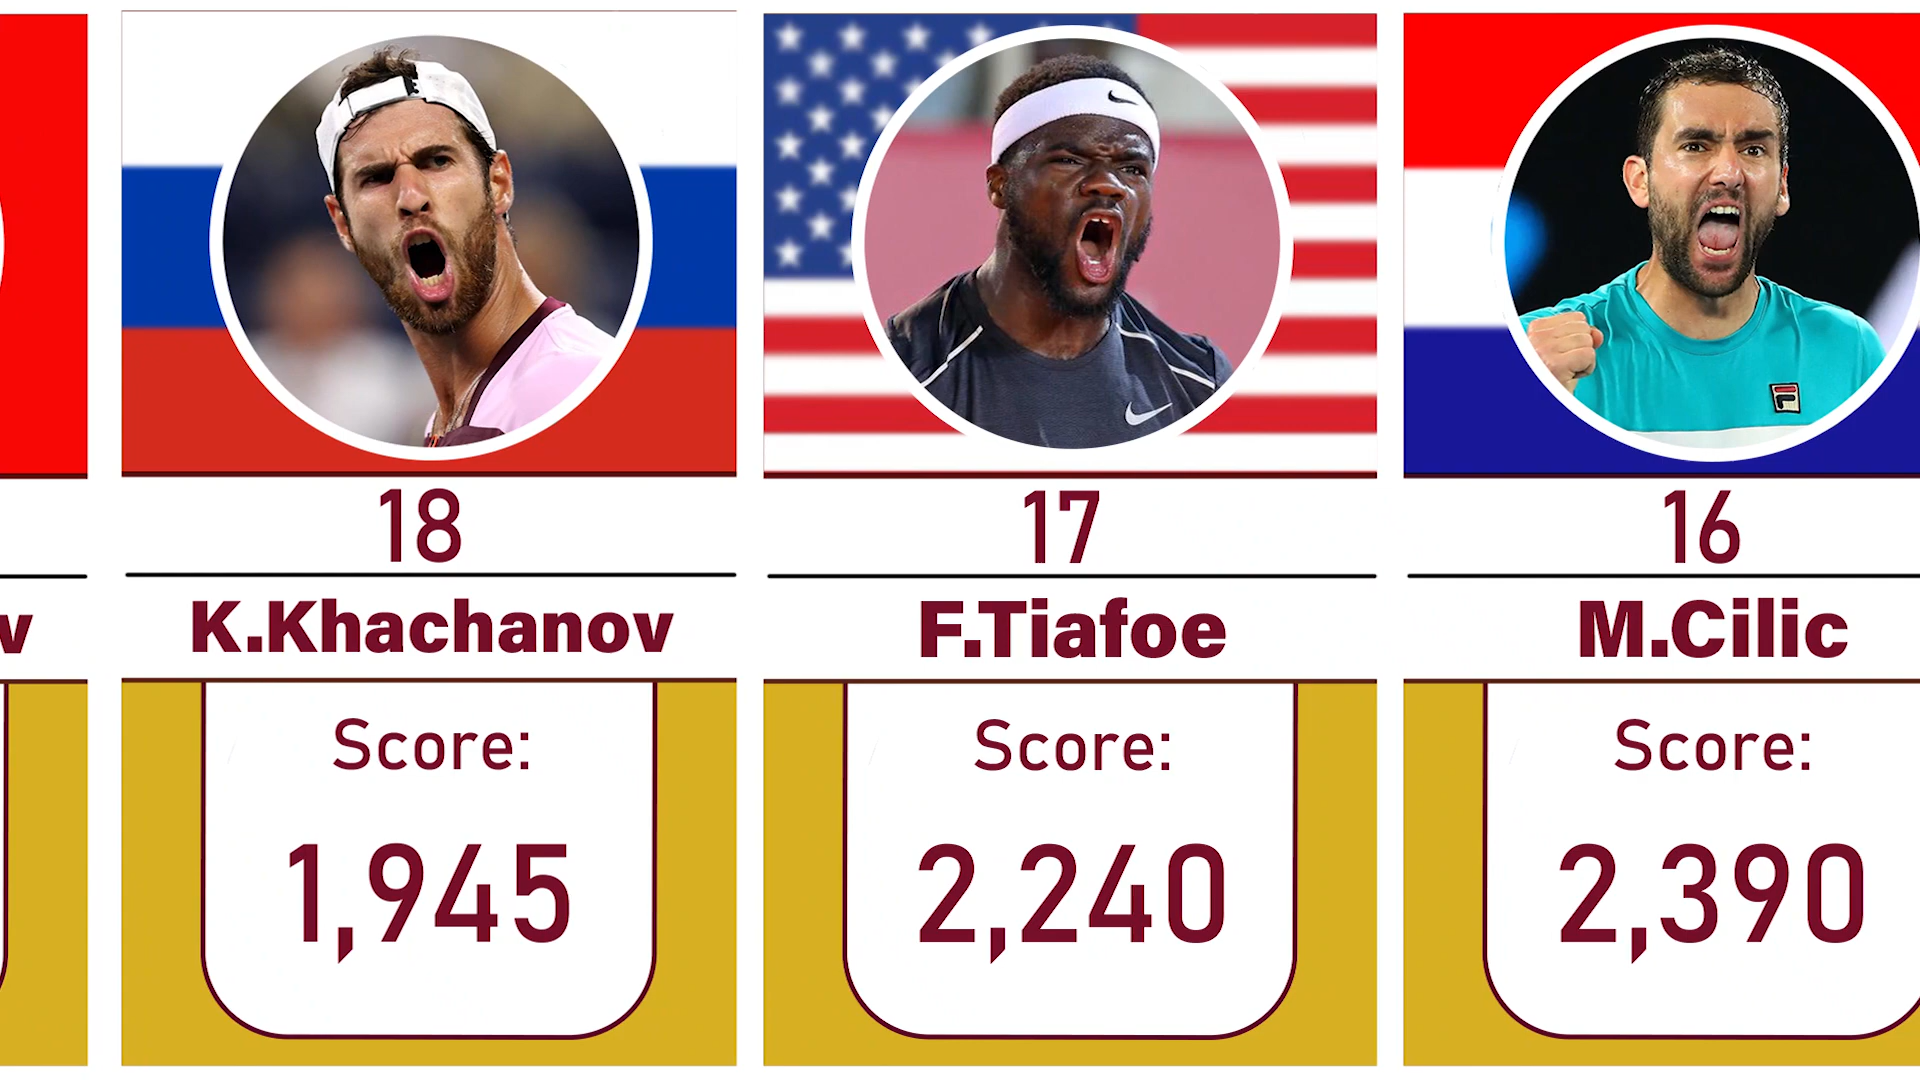 18
K.Khachanov
Score:
1,945
17
F.Tiafoe
Score:
2,240
16
M.Cilic
Score:
2,390